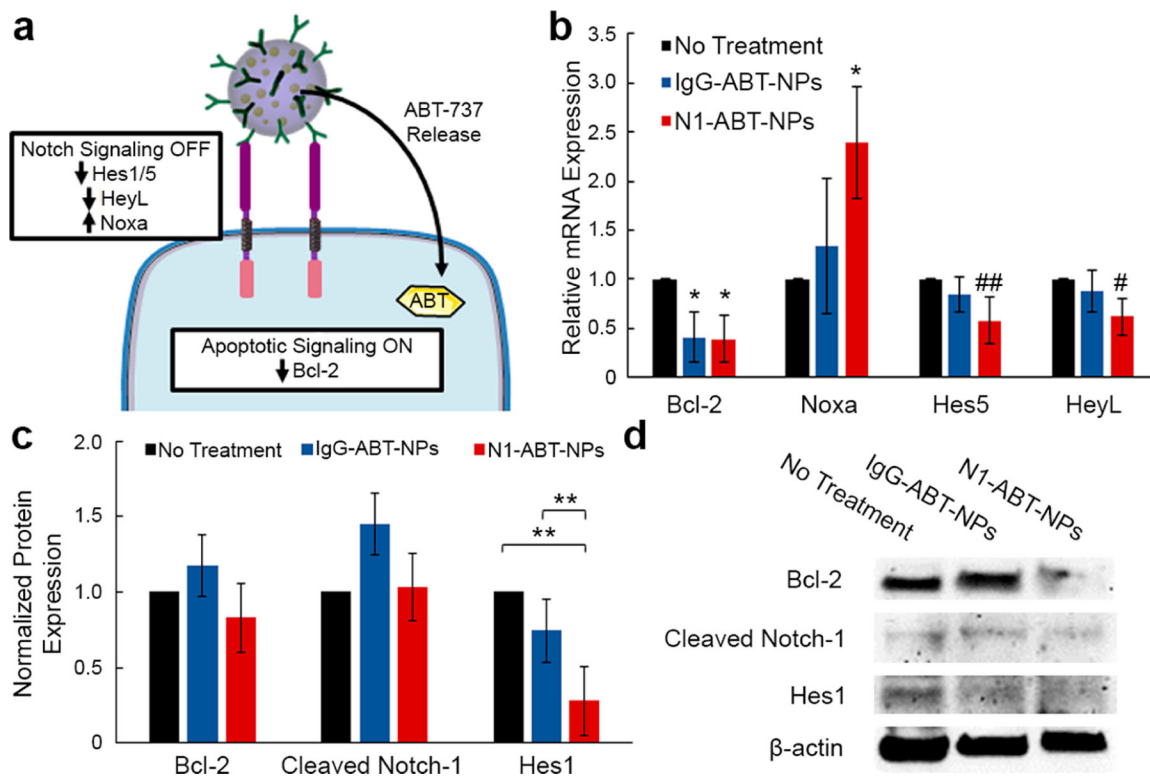 a
ABT-737
Release
Notch Signaling OFF
Hes1/5
HeyL
Noxa
ABT
Apoptotic Signaling ON
Bcl-2
b
Relative mRNA Expression
3.5
3.0
2.5
2.0
1.5
1.0
0.5
0
No Treatment
IgG-ABT-NPs
N1-ABT-NPs
* * * ## #
Bcl-2 Noxa Hes5 HeyL
c
Normalized Protein
Expression
2.0
1.5
1.0
0.5
0
No Treatment IgG-ABT-NPs N1-ABT-NPs
**
**
Bcl-2 Cleaved Notch-1 Hes1
d
No Treatment
IgG-ABT-NPs
N1-ABT-NPs
Bcl-2
Cleaved Notch-1
Hes1
β-actin